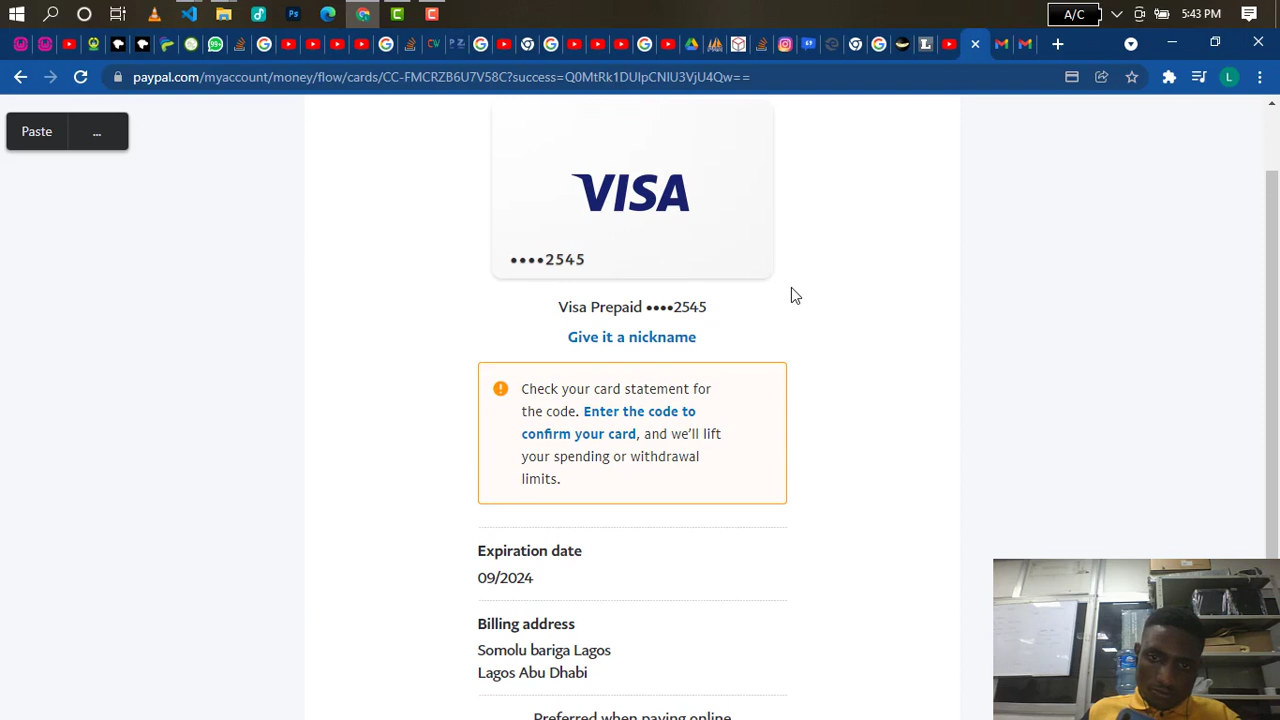 A/C
5:43 PM
paypal.com/myaccount/money/flow/cards/CC-FMCRZB6U7V58C?success=Q0MtRk1DUlpCNlU3VjU4Qw==
L
Paste
...
VISA
••••2545
Visa Prepaid ••••2545
Give it a nickname
Check your card statement for
the code. Enter the code to
confirm your card, and we'll lift
your spending or withdrawal
limits.
Expiration date
09/2024
Billing address
Somolu bariga Lagos
Lagos Abu Dhabi
Preferred when paying online